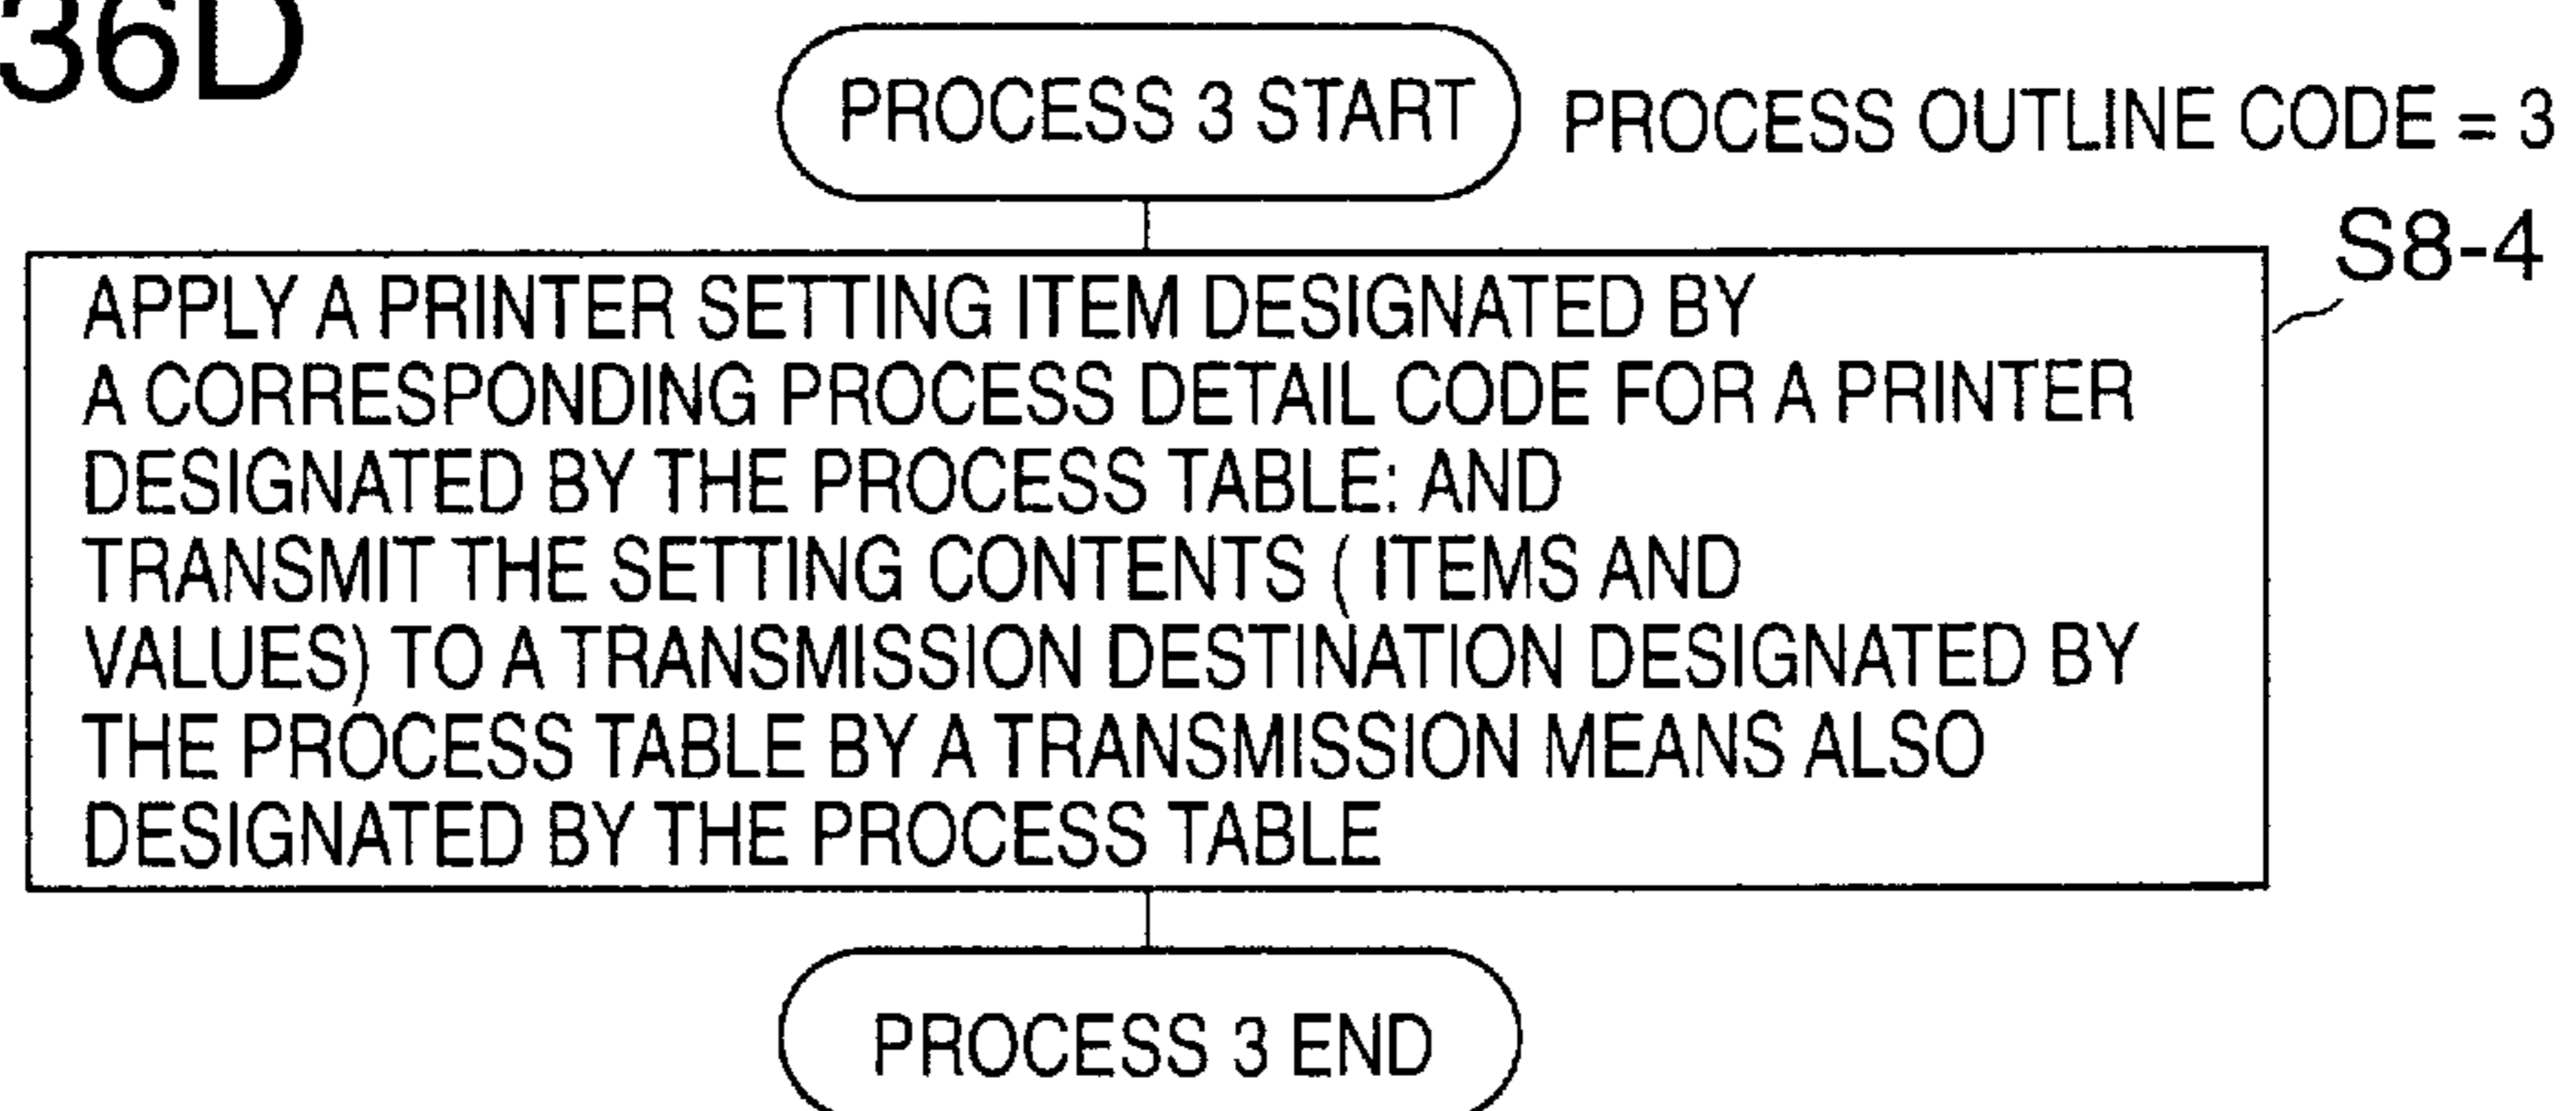 36D
PROCESS 3 START
PROCESS OUTLINE CODE = 3
S8-4
APPLY A PRINTER SETTING ITEM DESIGNATED BY
A CORRESPONDING PROCESS DETAIL CODE FOR A PRINTER
DESIGNATED BY THE PROCESS TABLE: AND
TRANSMIT THE SETTING CONTENTS ( ITEMS AND
VALUES) TO A TRANSMISSION DESTINATION DESIGNATED BY
THE PROCESS TABLE BY A TRANSMISSION MEANS ALSO
DESIGNATED BY THE PROCESS TABLE
PROCESS 3 END